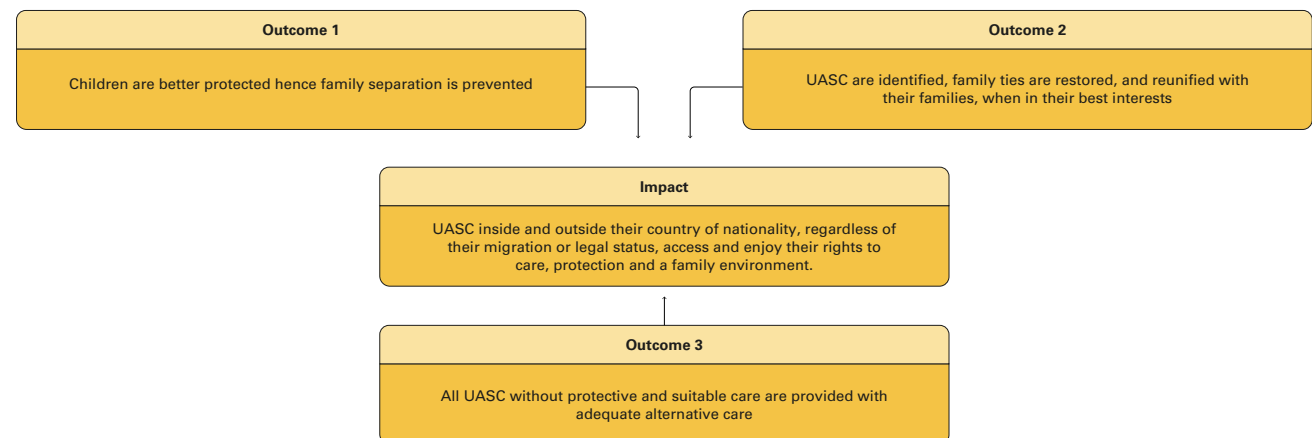 Outcome 1
Children are better protected hence family separation is prevented
Outcome 2
UASC are identified, family ties are restored, and reunified with
their families, when in their best interests
Impact
UASC inside and outside their country of nationality, regardless of
their migration or legal status, access and enjoy their rights to
care, protection and a family environment.
Outcome 3
All UASC without protective and suitable care are provided with
adequate alternative care